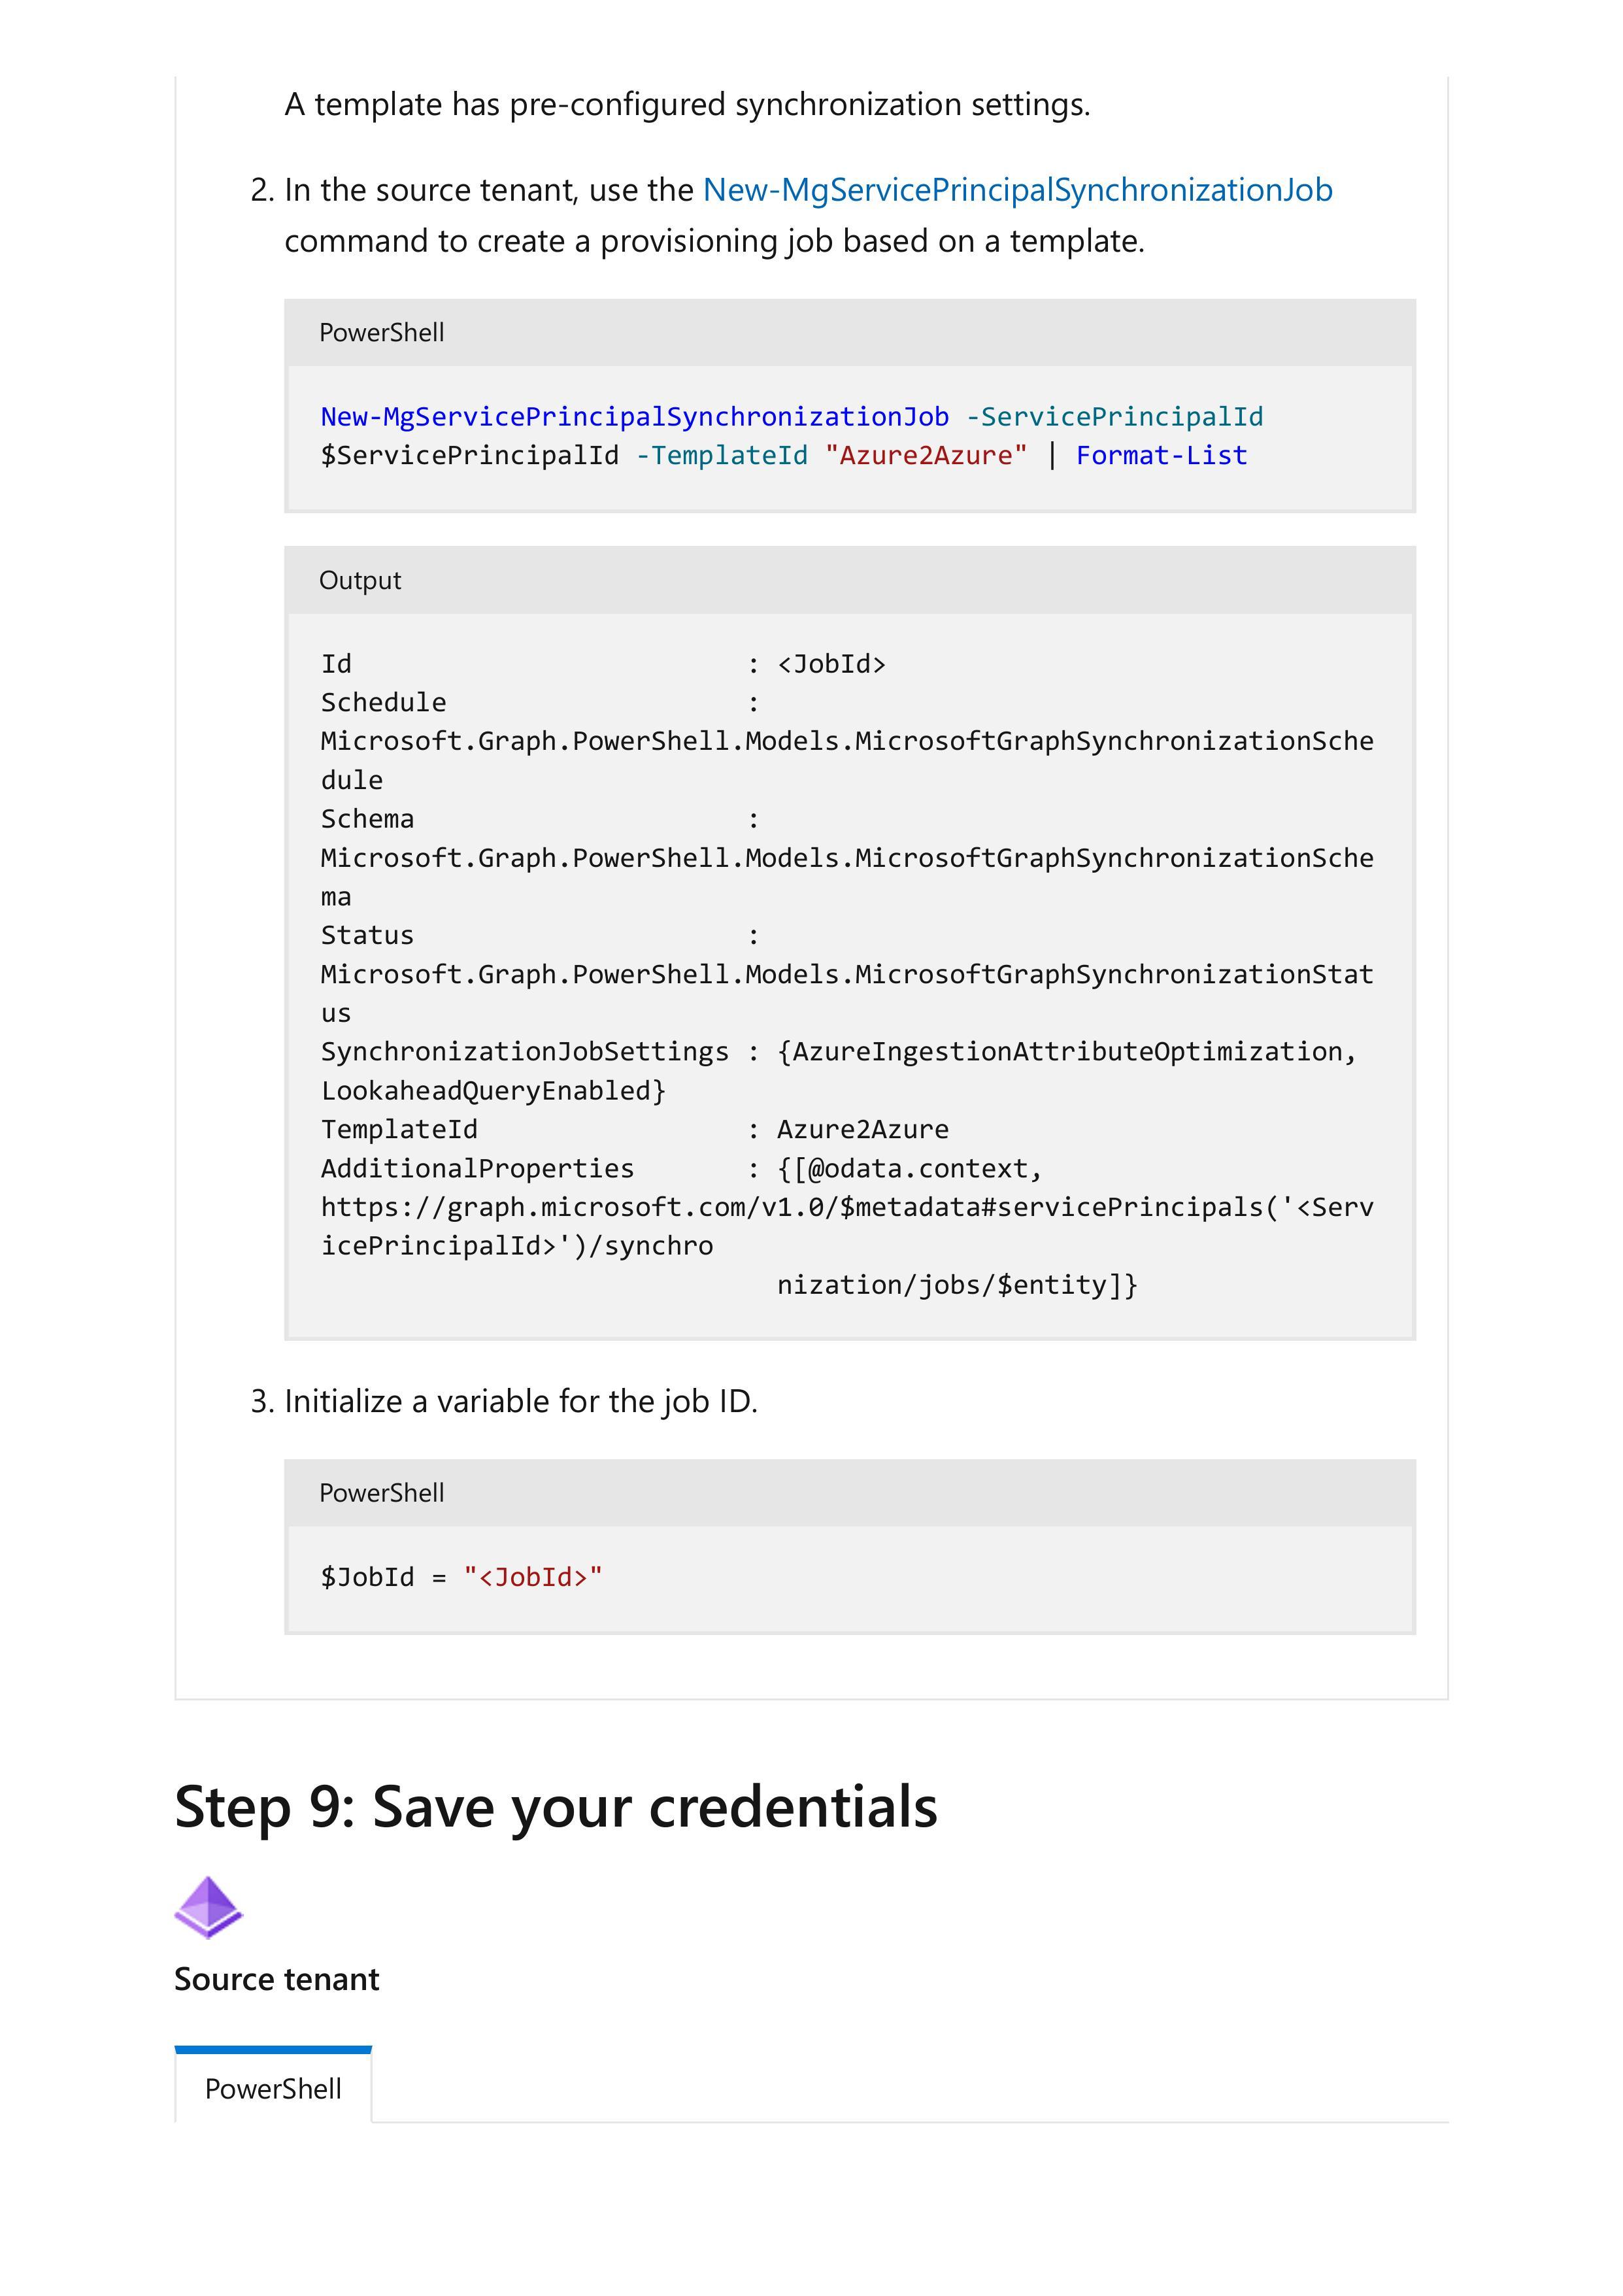 A template has pre-configured synchronization settings.
2. In the source tenant, use the New-MgServicePrincipalSynchronizationJob
command to create a provisioning job based on a template.
PowerShell
New-MgServicePrincipalSynchronizationJob -ServicePrincipalId
$ServicePrincipalId -TemplateId "Azure2Azure" | Format-List
Output
Id                         : <JobId>
Schedule                   :
Microsoft.Graph.PowerShell.Models.MicrosoftGraphSynchronizationSche
dule
Schema                     :
Microsoft.Graph.PowerShell.Models.MicrosoftGraphSynchronizationSche
ma
Status                     :
Microsoft.Graph.PowerShell.Models.MicrosoftGraphSynchronizationStat
us
SynchronizationJobSettings : {AzureIngestionAttributeOptimization,
LookaheadQueryEnabled}
TemplateId                 : Azure2Azure
AdditionalProperties       : {[@odata.context,
https://graph.microsoft.com/v1.0/$metadata#servicePrincipals('<Serv
icePrincipalId>')/synchro
                             nization/jobs/$entity]}
3. Initialize a variable for the job ID.
PowerShell
$JobId = "<JobId>"
Step 9: Save your credentials
Source tenant
PowerShell